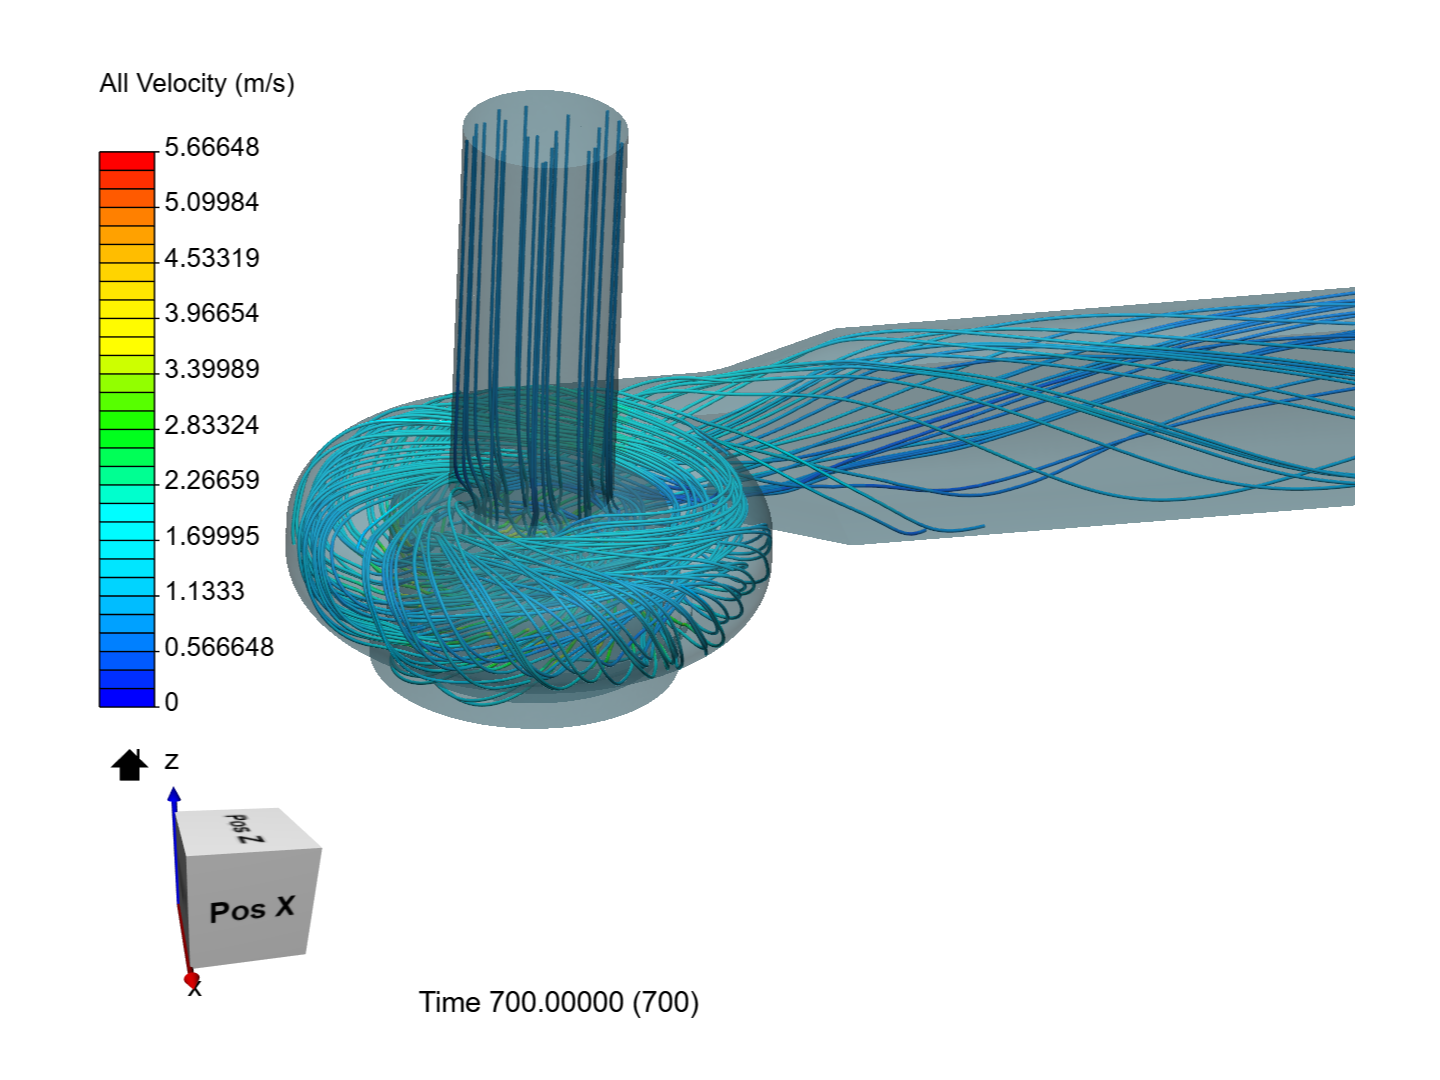 All Velocity (m/s)
5.66648
5.09984
4.53319
3.96654
3.39989
2.83324
2.26659
1.69995
1.1333
0.566648
0
z
Pos Z
Pos X
x
Time 700.00000 (700)